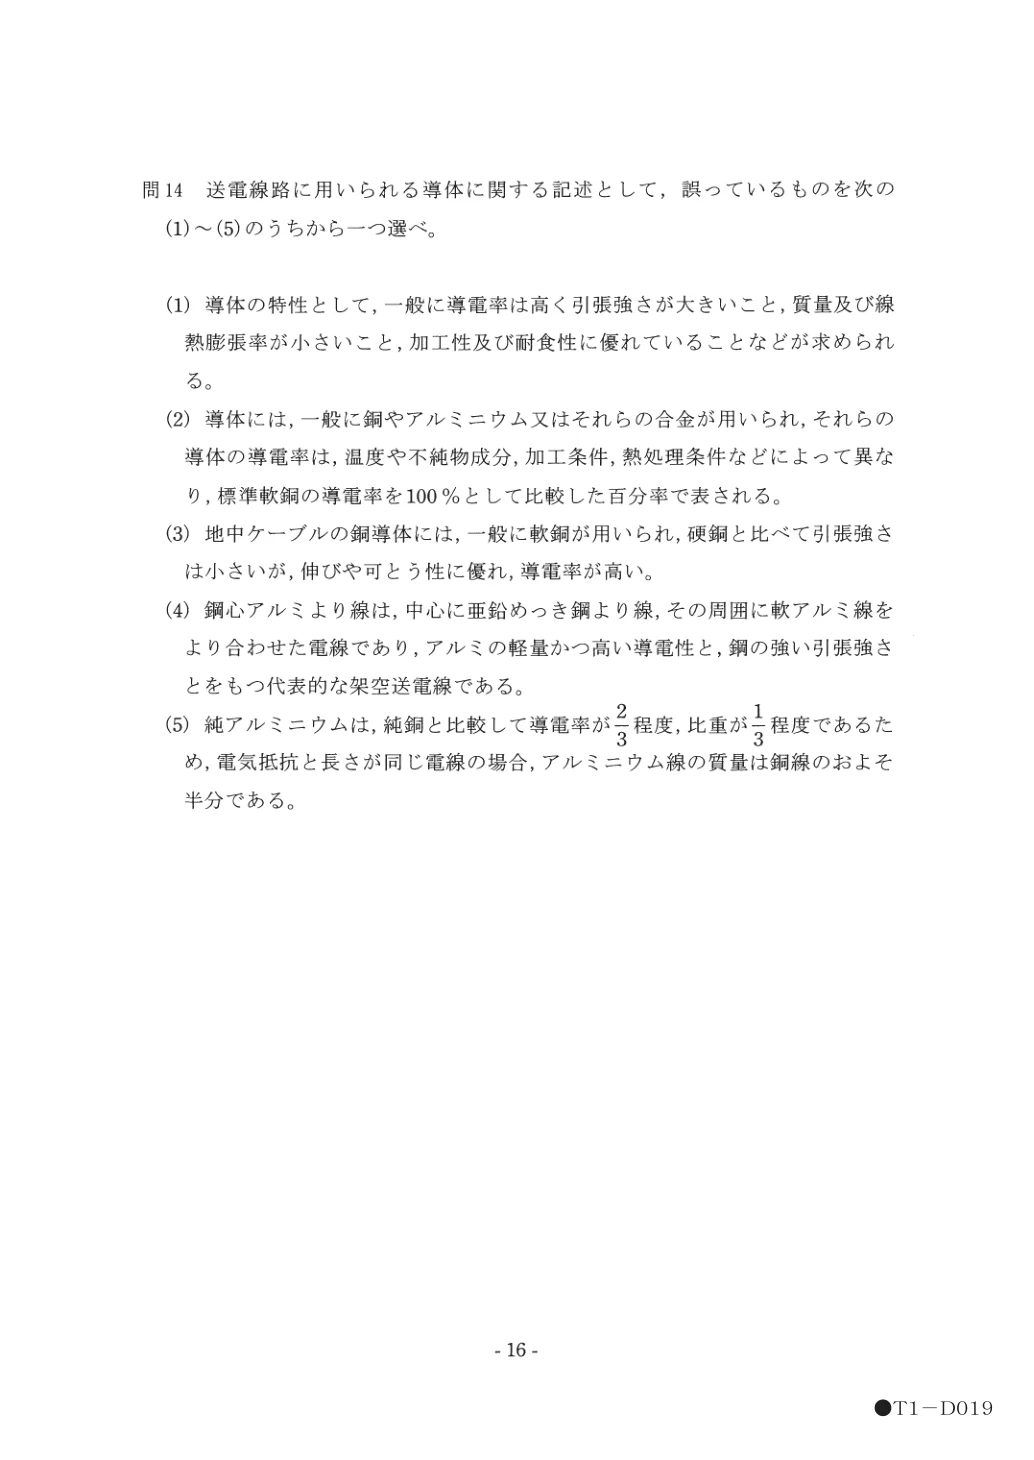 問14　送電線路に用いられる導体に関する記述として，誤っているものを次の
(1)～(5)のうちから一つ選べ。
(1) 導体の特性として，一般に導電率は高く引張強さが大きいこと，質量及び線
熱膨張率が小さいこと，加工性及び耐食性に優れていることなどが求められ
る。
(2) 導体には，一般に銅やアルミニウム又はそれらの合金が用いられ，それらの
導体の導電率は，温度や不純物成分，加工条件，熱処理条件などによって異な
り，標準軟銅の導電率を100％として比較した百分率で表される。
(3) 地中ケーブルの銅導体には，一般に軟銅が用いられ，硬銅と比べて引張強さ
は小さいが，伸びや可とう性に優れ，導電率が高い。
(4) 鋼心アルミより線は，中心に亜鉛めっき鋼より線，その周囲に軟アルミ線を
より合わせた電線であり，アルミの軽量かつ高い導電性と，鋼の強い引張強さ
とをもつ代表的な架空送電線である。
(5) 純アルミニウムは，純銅と比較して導電率が2/3程度，比重が1/3程度であるた
め，電気抵抗と長さが同じ電線の場合，アルミニウム線の質量は銅線のおよそ
半分である。
- 16 -
●T1－D019